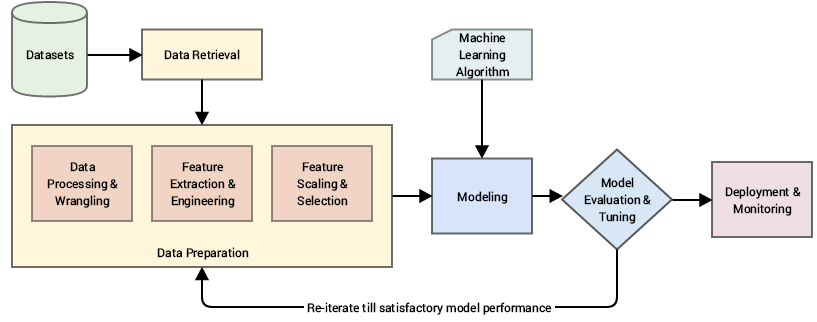 Datasets
Data Retrieval
Machine
Learning
Algorithm
Data
Processing &
Wrangling
Feature
Extraction &
Engineering
Feature
Scaling &
Selection
Data Preparation
Modeling
Model
Evaluation &
Tuning
Deployment &
Monitoring
Re-iterate till satisfactory model performance